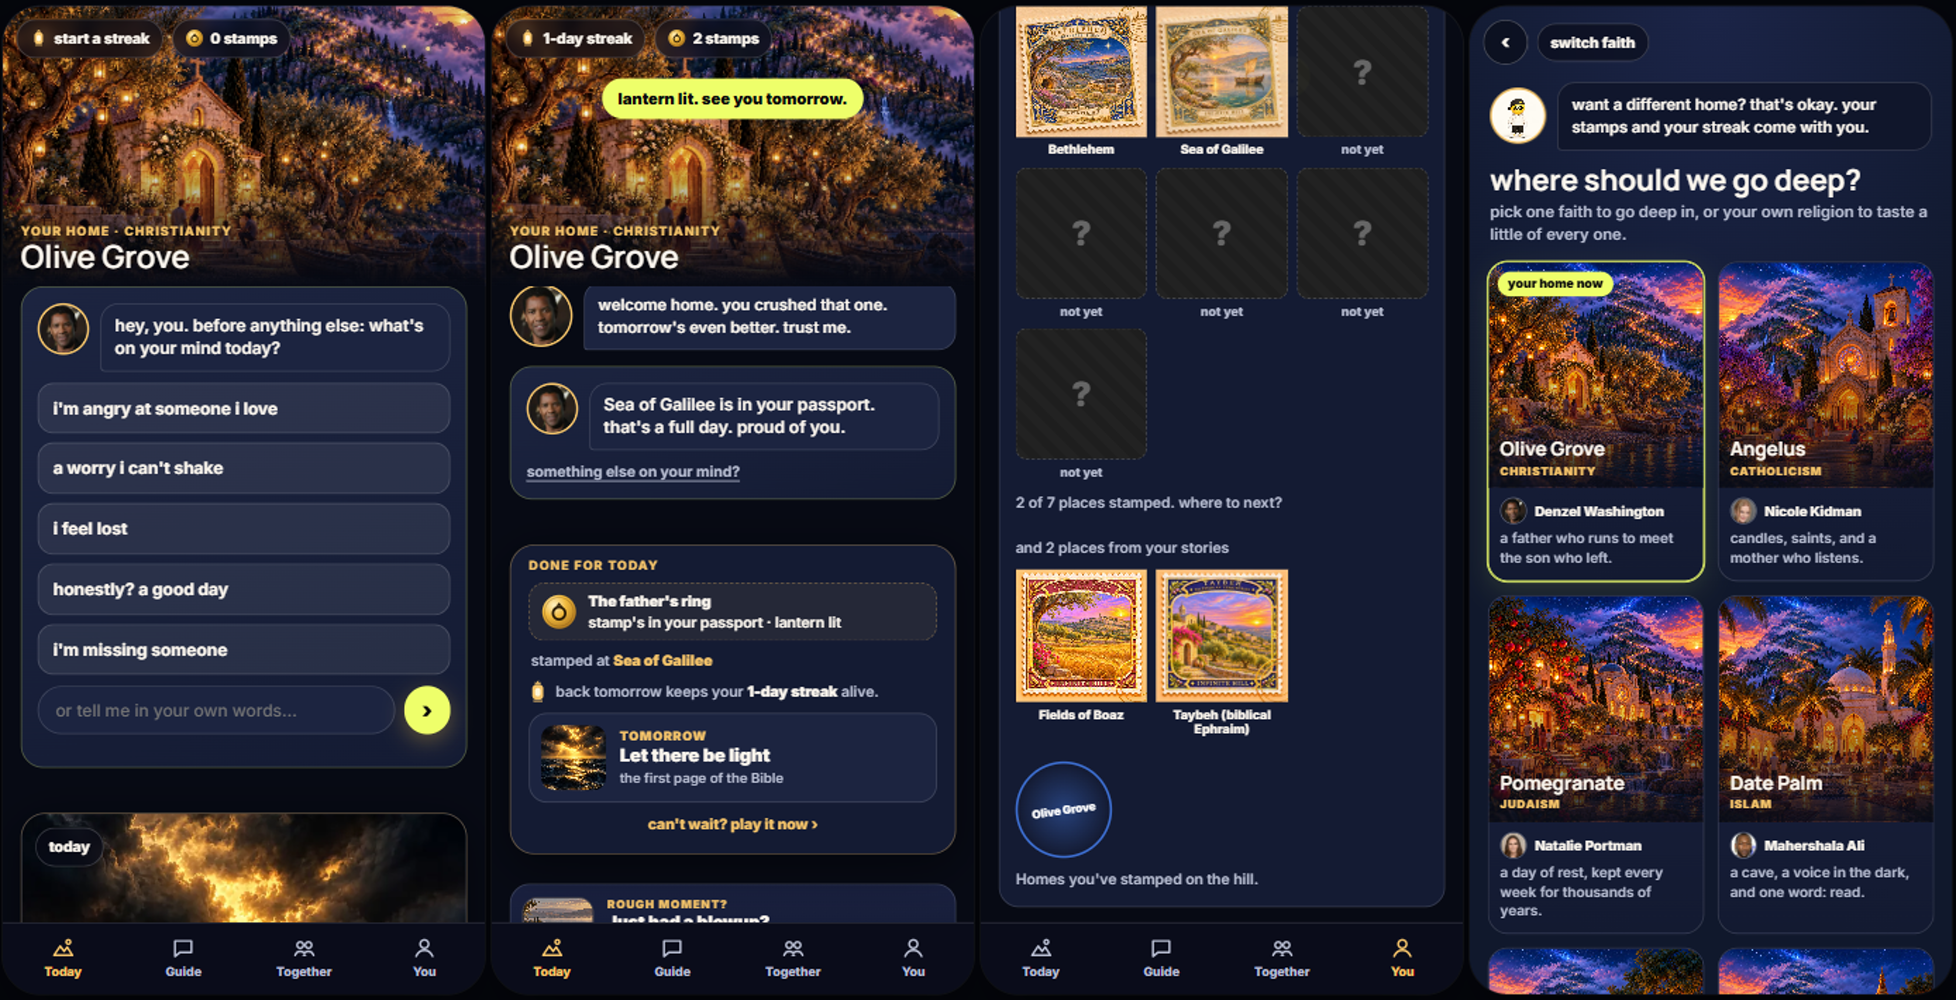 start a streak
0 stamps
YOUR HOME · CHRISTIANITY
Olive Grove
hey, you. before anything else: what's
on your mind today?
i'm angry at someone i love
a worry i can't shake
i feel lost
honestly? a good day
i'm missing someone
or tell me in your own words...
today
Today
Guide
Together
You
1-day streak
2 stamps
lantern lit. see you tomorrow.
YOUR HOME · CHRISTIANITY
Olive Grove
welcome home. you crushed that one.
tomorrow's even better. trust me.
Sea of Galilee is in your passport.
that's a full day. proud of you.
something else on your mind?
DONE FOR TODAY
The father's ring
stamp's in your passport · lantern lit
stamped at Sea of Galilee
back tomorrow keeps your 1-day streak alive.
TOMORROW
Let there be light
the first page of the Bible
can't wait? play it now ›
ROUGH MOMENT?
Just had a blowup?
Today
Guide
Together
You
?
Bethlehem
Sea of Galilee
not yet
?
?
?
not yet
not yet
not yet
?
not yet
2 of 7 places stamped. where to next?
and 2 places from your stories
INFINITE HILL
Fields of Boaz
Taybeh (biblical
Ephraim)
Olive Grove
Homes you've stamped on the hill.
Today
Guide
Together
You
switch faith
want a different home? that's okay. your
stamps and your streak come with you.
where should we go deep?
pick one faith to go deep in, or your own religion to taste a
little of every one.
your home now
Olive Grove
CHRISTIANITY
Denzel Washington
a father who runs to meet
the son who left.
Angelus
CATHOLICISM
Nicole Kidman
candles, saints, and a
mother who listens.
Pomegranate
JUDAISM
Natalie Portman
a day of rest, kept every
week for thousands of
years.
Date Palm
ISLAM
Mahershala Ali
a cave, a voice in the dark,
and one word: read.